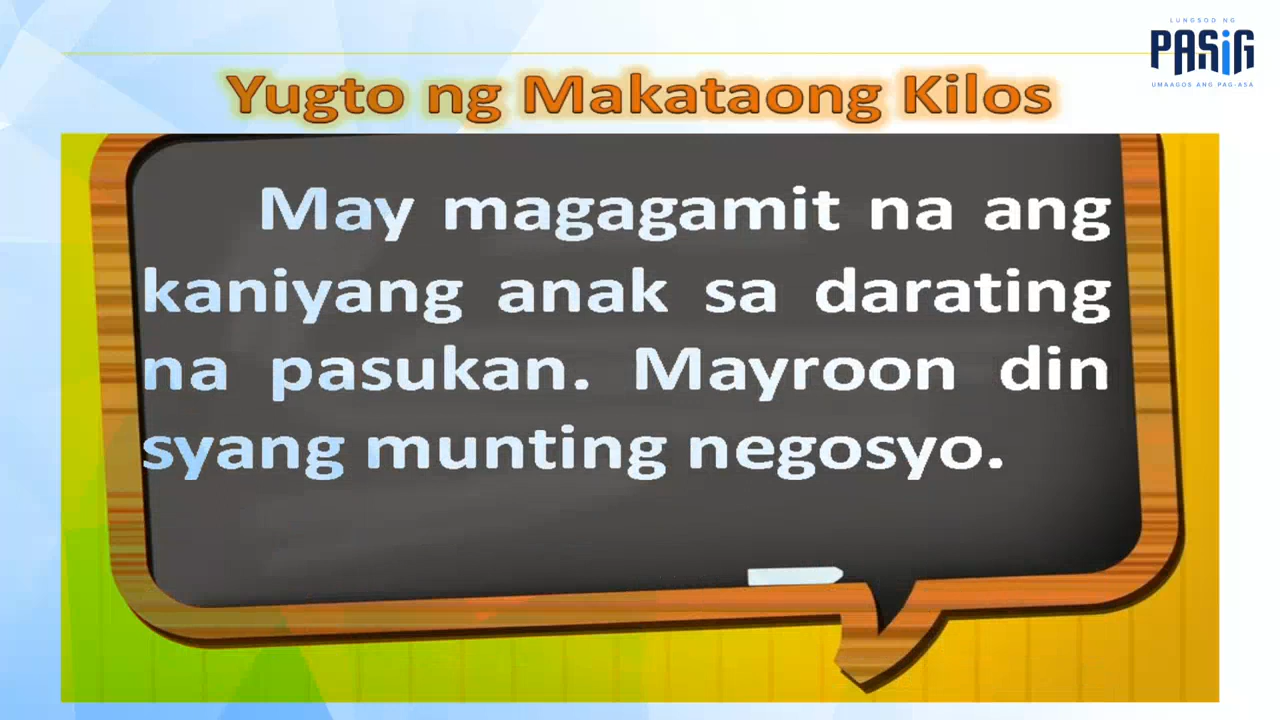 LUNGSOD NG
PASiG
UMAAGOS ANG PAG-ASA
Yugto ng Makataong Kilos
May magagamit na ang
kaniyang anak sa darating
na pasukan. Mayroon din
syang munting negosyo.